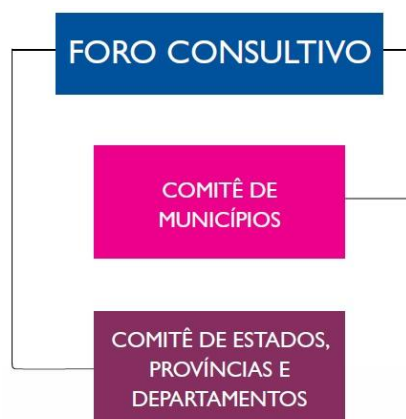 FORO CONSULTIVO
COMITÊ DE
MUNICÍPIOS
COMITÊ DE ESTADOS,
PROVÍNCIAS E
DEPARTAMENTOS